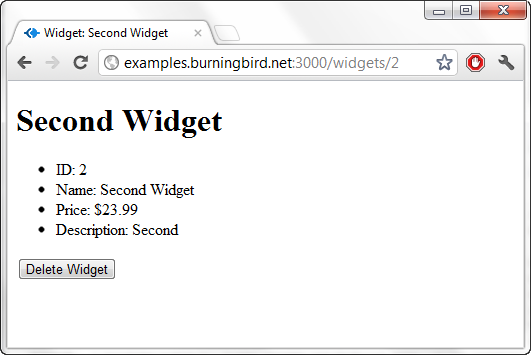 Widget: Second Widget
examples.burningbird.net:3000/widgets/2
Second Widget
ID: 2
Name: Second Widget
Price: $23.99
Description: Second
Delete Widget